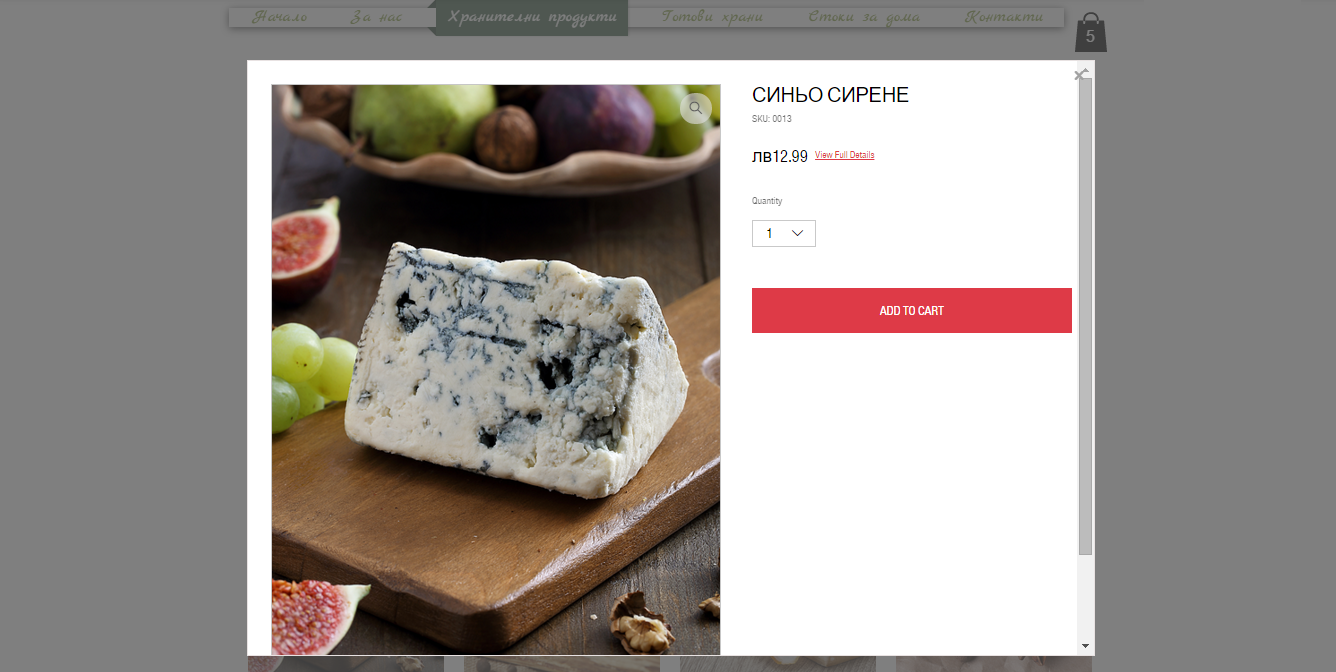 Начало За нас Хранителни продукти Готови храни Стоки за дома Контакти
5
СИНЬО СИРЕНЕ
SKU: 0013
лв12.99 View Full Details
Quantity
1
ADD TO CART